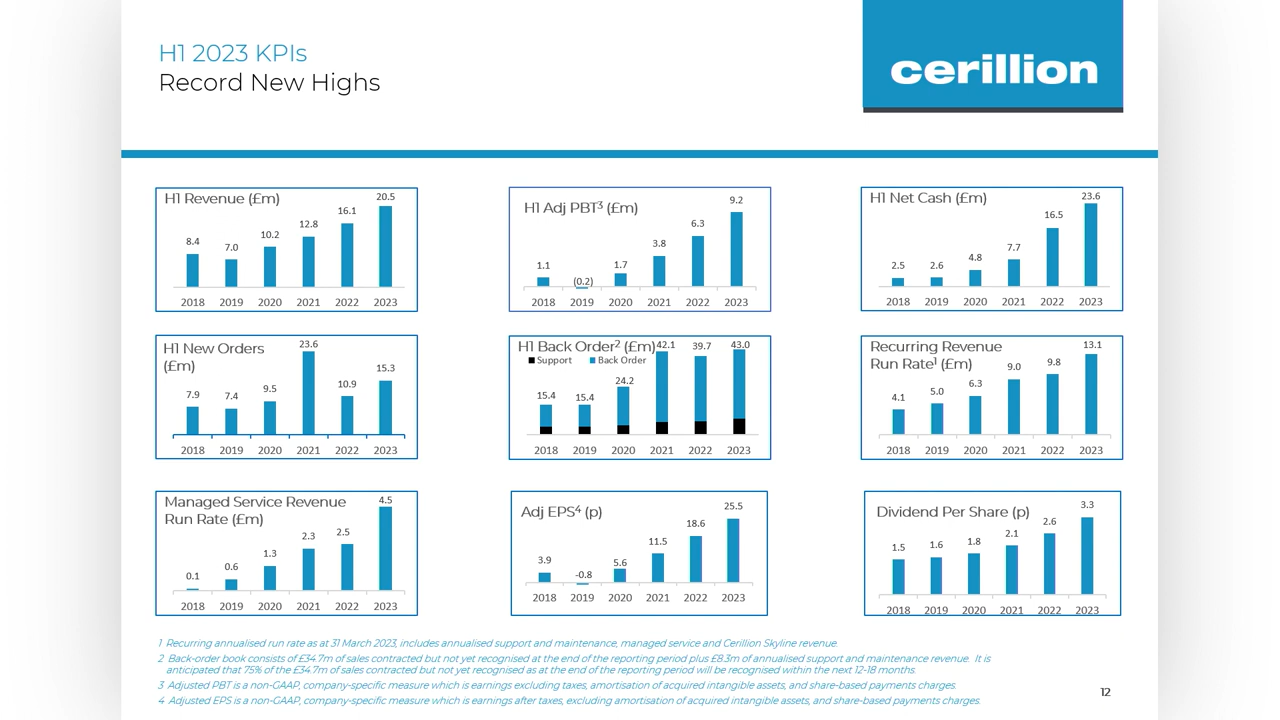 H1 2023 KPIs
Record New Highs
cerillion
H1 Revenue (£m)
8.4 7.0 10.2 12.8 16.1 20.5
2018 2019 2020 2021 2022 2023
H1 Adj PBT³ (£m)
1.1 (0.2) 1.7 3.8 6.3 9.2
2018 2019 2020 2021 2022 2023
H1 Net Cash (£m)
2.5 2.6 4.8 7.7 16.5 23.6
2018 2019 2020 2021 2022 2023
H1 New Orders
(£m)
7.9 7.4 9.5 23.6 10.9 15.3
2018 2019 2020 2021 2022 2023
H1 Back Order² (£m)
Support Back Order
15.4 15.4 24.2 42.1 39.7 43.0
2018 2019 2020 2021 2022 2023
Recurring Revenue
Run Rate¹ (£m)
4.1 5.0 6.3 9.0 9.8 13.1
2018 2019 2020 2021 2022 2023
Managed Service Revenue
Run Rate (£m)
0.1 0.6 1.3 2.3 2.5 4.5
2018 2019 2020 2021 2022 2023
Adj EPS⁴ (p)
3.9 -0.8 5.6 11.5 18.6 25.5
2018 2019 2020 2021 2022 2023
Dividend Per Share (p)
1.5 1.6 1.8 2.1 2.6 3.3
2018 2019 2020 2021 2022 2023
1 Recurring annualised run rate as at 31 March 2023, includes annualised support and maintenance, managed service and Cerillion Skyline revenue.
2 Back-order book consists of £34.7m of sales contracted but not yet recognised at the end of the reporting period plus £8.3m of annualised support and maintenance revenue. It is
anticipated that 75% of the £34.7m of sales contracted but not yet recognised as at the end of the reporting period will be recognised within the next 12-18 months.
3 Adjusted PBT is a non-GAAP, company-specific measure which is earnings excluding taxes, amortisation of acquired intangible assets, and share-based payments charges.
4 Adjusted EPS is a non-GAAP, company-specific measure which is earnings after taxes, excluding amortisation of acquired intangible assets, and share-based payments charges.
12